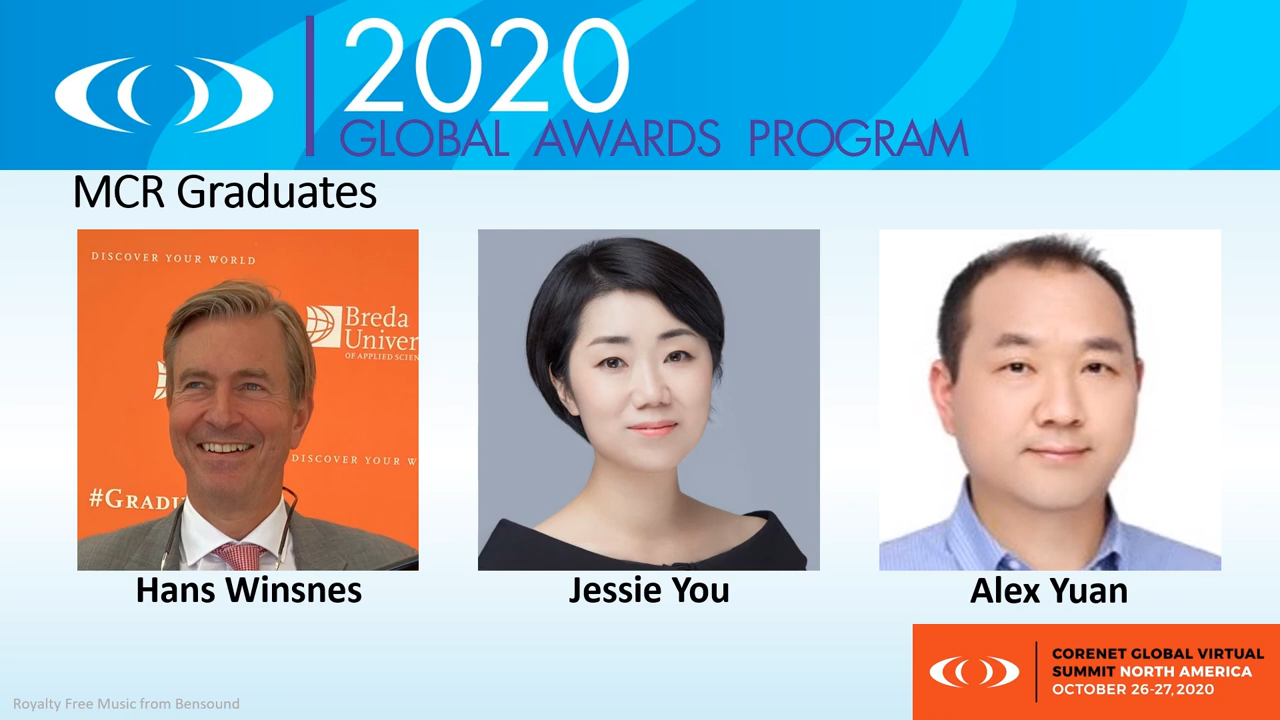 2020
GLOBAL AWARDS PROGRAM
MCR Graduates
DISCOVER YOUR WORLD
Breda
Univer
OF APPLIED SCIEN
DISCOVER YOUR W
#GRADU
Hans Winsnes
Jessie You
Alex Yuan
CORENET GLOBAL VIRTUAL
SUMMIT NORTH AMERICA
OCTOBER 26-27, 2020
Royalty Free Music from Bensound